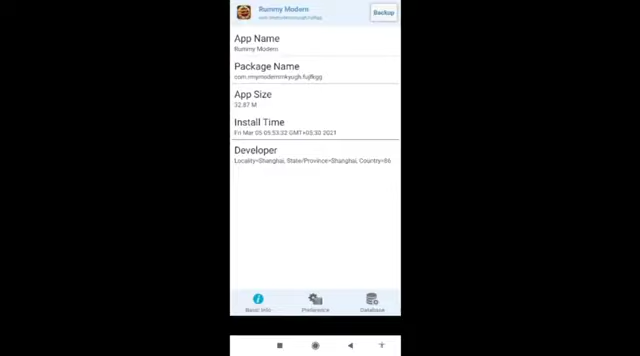 Rummy Modern
Backup
App Name
Rummy Modern
Package Name
App Size
32.87 M
Install Time
Fri Mar 05 05:53:32 GMT+05:30 2021
Developer
Locality=Shanghai, State/Province=Shanghai, Country=86
Basic Info
Preference
Database